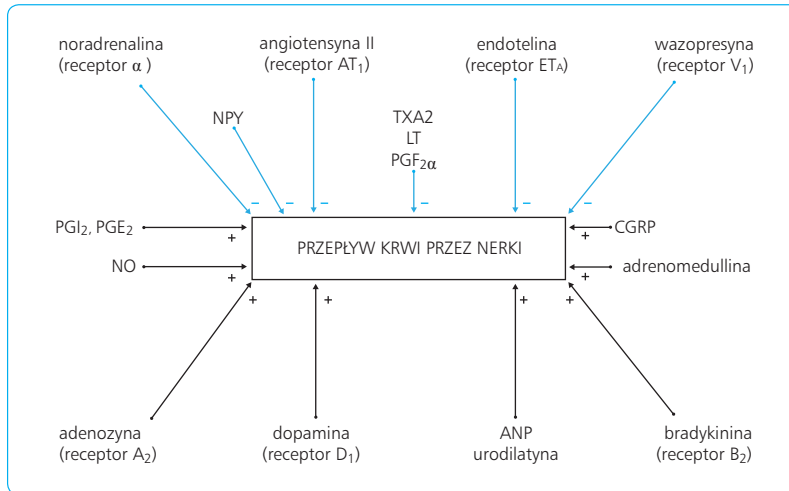 noradrenalina
(receptor α )
angiotensyna II
(receptor AT₁)
endotelina
(receptor ETA)
wazopresyna
(receptor V₁)
NPY
TXA2
LT
PGF₂α
− − − − − −
PGI₂, PGE₂
+
PRZEPŁYW KRWI PRZEZ NERKI
+
CGRP
NO
+
+
adrenomedullina
+ + + +
adenozyna
(receptor A₂)
dopamina
(receptor D₁)
ANP
urodilatyna
bradykinina
(receptor B₂)